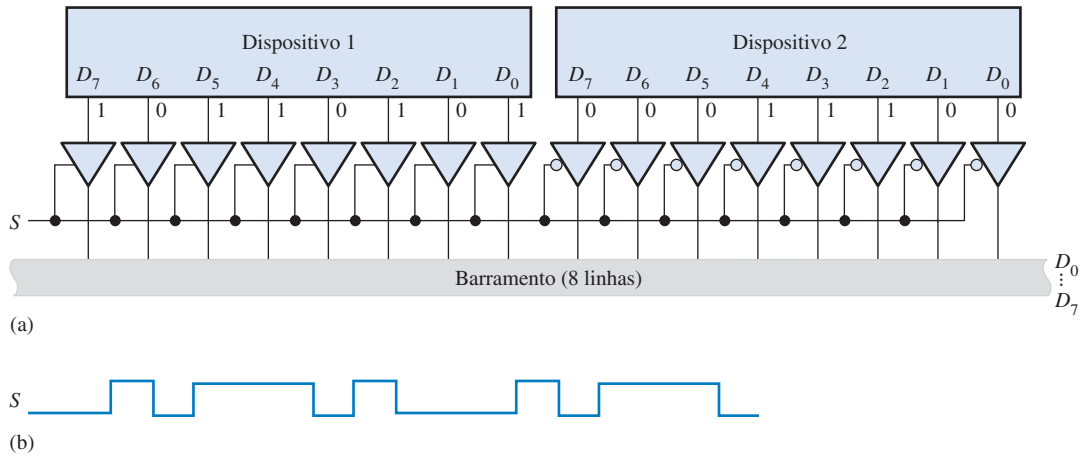 Dispositivo 1 Dispositivo 2
D7 D6 D5 D4 D3 D2 D1 D0 D7 D6 D5 D4 D3 D2 D1 D0
1 0 1 1 0 1 0 1 0 0 0 1 1 1 0 0
S
Barramento (8 linhas)
D0
D7
(a)
S
(b)